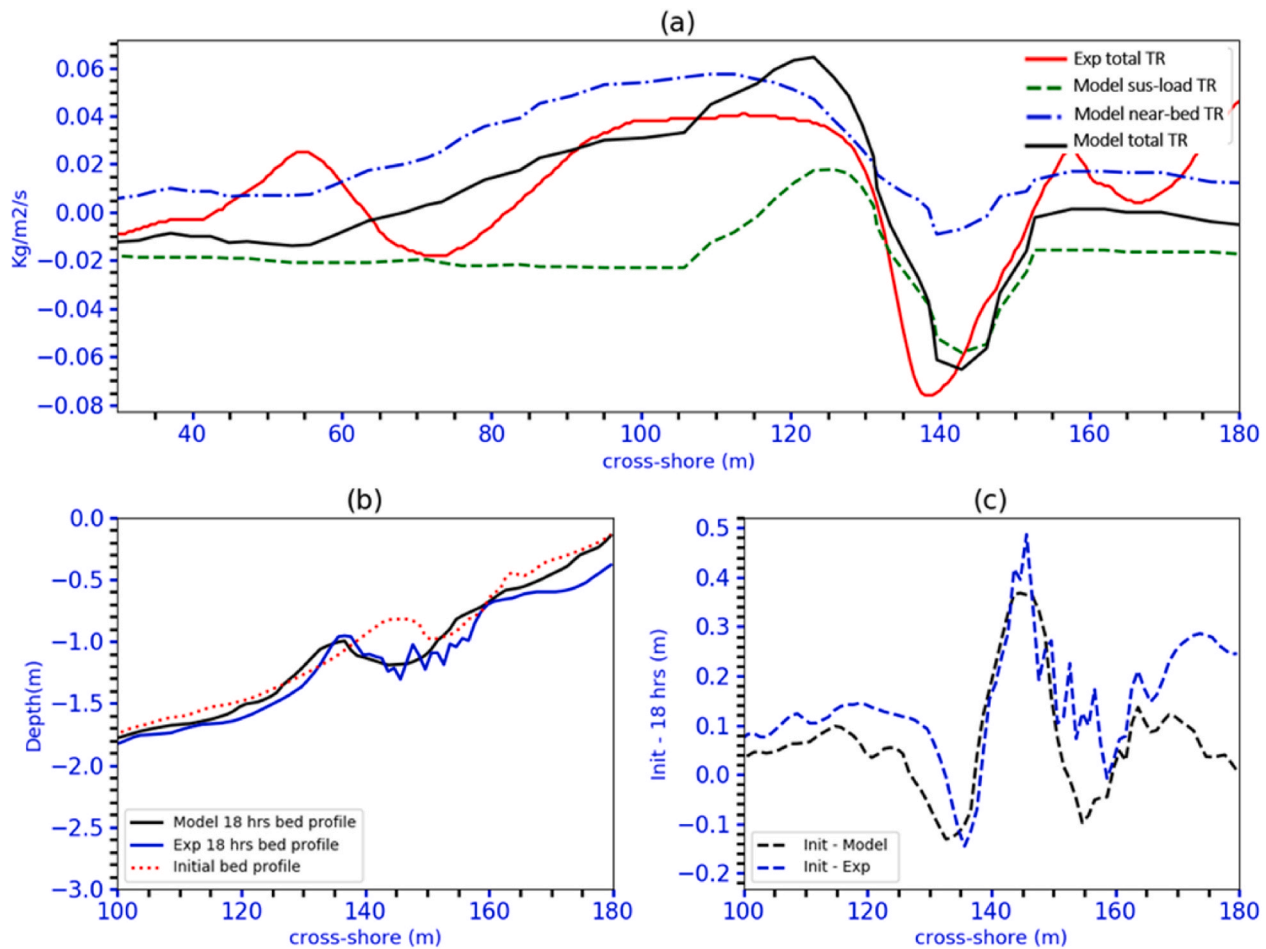 (a)
0.06
0.04
0.02
0.00
−0.02
−0.04
−0.06
−0.08
Kg/m2/s
Exp total TR
Model sus-load TR
Model near-bed TR
Model total TR
40 60 80 100 120 140 160 180
cross-shore (m)
(b)
0.0
−0.5
−1.0
−1.5
−2.0
−2.5
−3.0
Depth(m)
Model 18 hrs bed profile
Exp 18 hrs bed profile
Initial bed profile
100 120 140 160 180
cross-shore (m)
(c)
0.5
0.4
0.3
0.2
0.1
0.0
−0.1
−0.2
Init - 18 hrs (m)
Init - Model
Init - Exp
100 120 140 160 180
cross-shore (m)